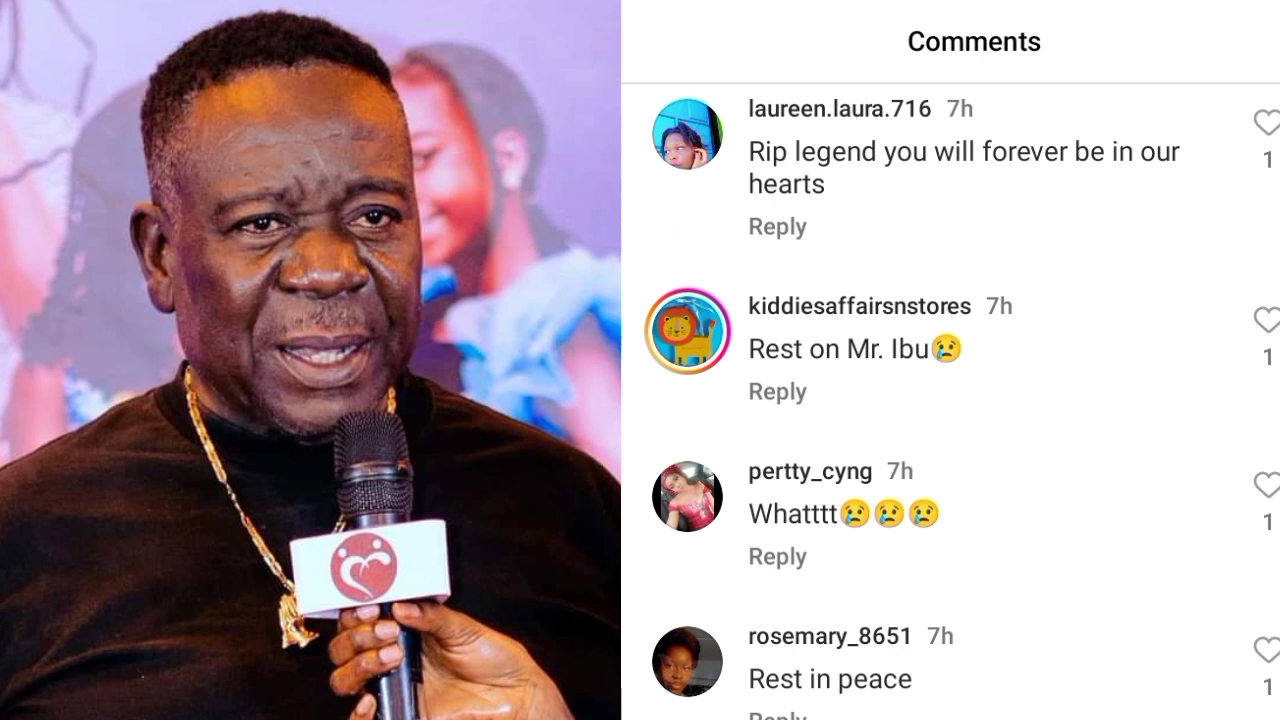 Comments
laureen.laura.716 7h
Rip legend you will forever be in our
hearts
1
Reply
kiddiesaffairsnstores 7h
Rest on Mr. Ibu😢
1
Reply
pertty_cyng 7h
Whatttt😢😢😢
1
Reply
rosemary_8651 7h
Rest in peace
1
Reply